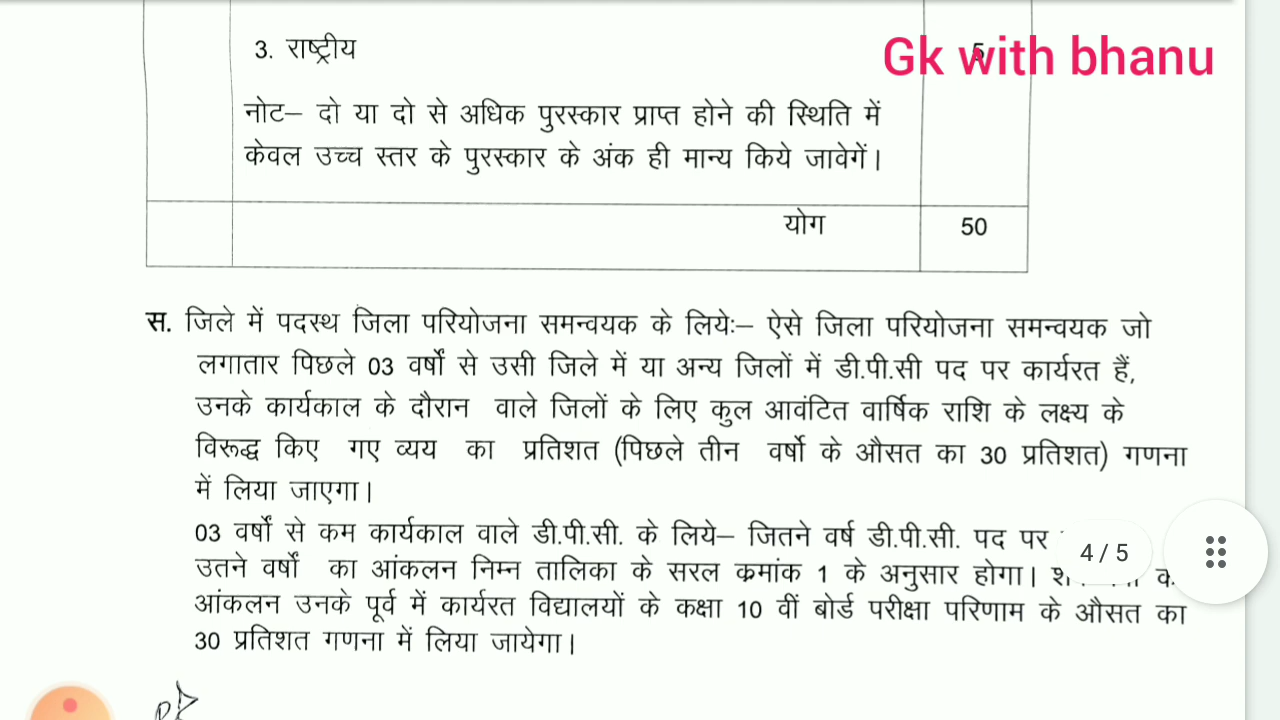 3. राष्ट्रीय
5
Gk with bhanu
नोट– दो या दो से अधिक पुरस्कार प्राप्त होने की स्थिति में
केवल उच्च स्तर के पुरस्कार के अंक ही मान्य किये जावेगें।
योग 50
स. जिले में पदस्थ जिला परियोजना समन्वयक के लियेः– ऐसे जिला परियोजना समन्वयक जो
लगातार पिछले 03 वर्षों से उसी जिले में या अन्य जिलों में डी.पी.सी पद पर कार्यरत हैं,
उनके कार्यकाल के दौरान वाले जिलों के लिए कुल आवंटित वार्षिक राशि के लक्ष्य के
विरूद्ध किए गए व्यय का प्रतिशत (पिछले तीन वर्षो के औसत का 30 प्रतिशत) गणना
में लिया जाएगा।
03 वर्षों से कम कार्यकाल वाले डी.पी.सी. के लिये– जितने वर्ष डी.पी.सी. पद पर
4 / 5
उतने वर्षों का आंकलन निम्न तालिका के सरल क्रमांक 1 के अनुसार होगा।
आंकलन उनके पूर्व में कार्यरत विद्यालयों के कक्षा 10 वीं बोर्ड परीक्षा परिणाम के औसत का
30 प्रतिशत गणना में लिया जायेगा।